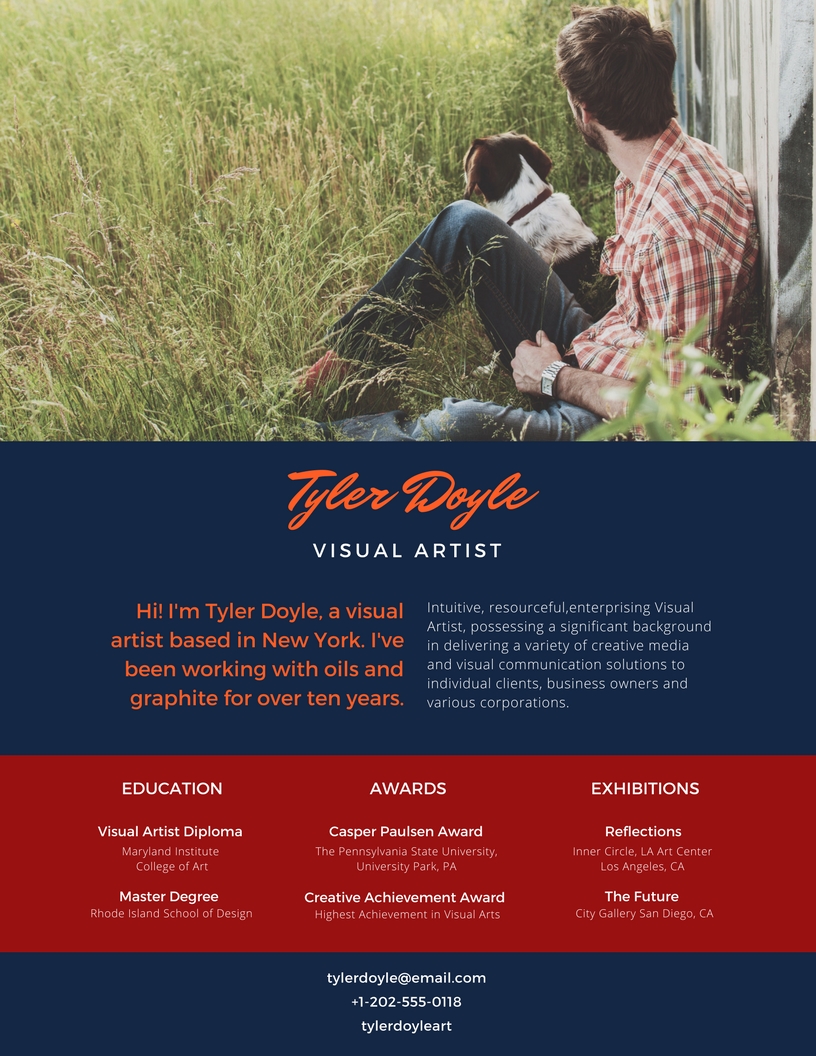 Tyler Doyle
VISUAL ARTIST
Hi! I'm Tyler Doyle, a visual
artist based in New York. I've
been working with oils and
graphite for over ten years.
Intuitive, resourceful,enterprising Visual
Artist, possessing a significant background
in delivering a variety of creative media
and visual communication solutions to
individual clients, business owners and
various corporations.
EDUCATION
Visual Artist Diploma
Maryland Institute
College of Art
Master Degree
Rhode Island School of Design
AWARDS
Casper Paulsen Award
The Pennsylvania State University,
University Park, PA
Creative Achievement Award
Highest Achievement in Visual Arts
EXHIBITIONS
Reflections
Inner Circle, LA Art Center
Los Angeles, CA
The Future
City Gallery San Diego, CA
tylerdoyle@email.com
+1-202-555-0118
tylerdoyleart